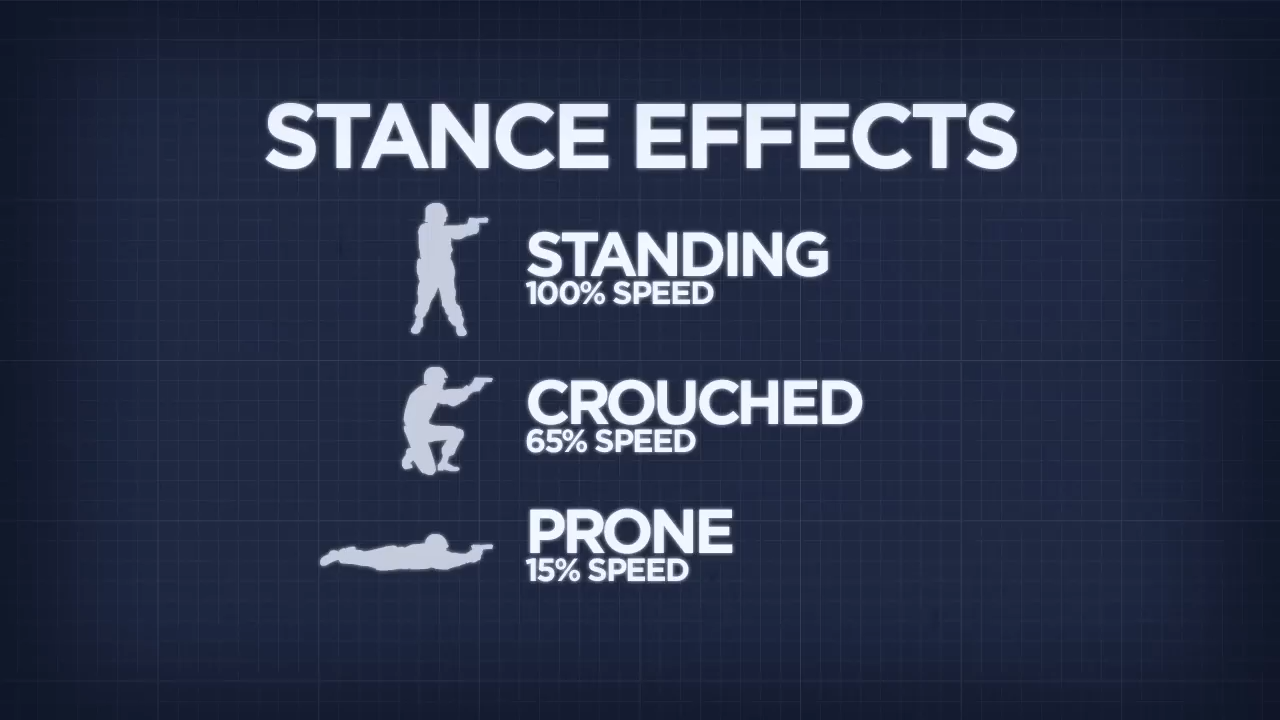 STANCE EFFECTS
STANDING
100% SPEED
CROUCHED
65% SPEED
PRONE
15% SPEED